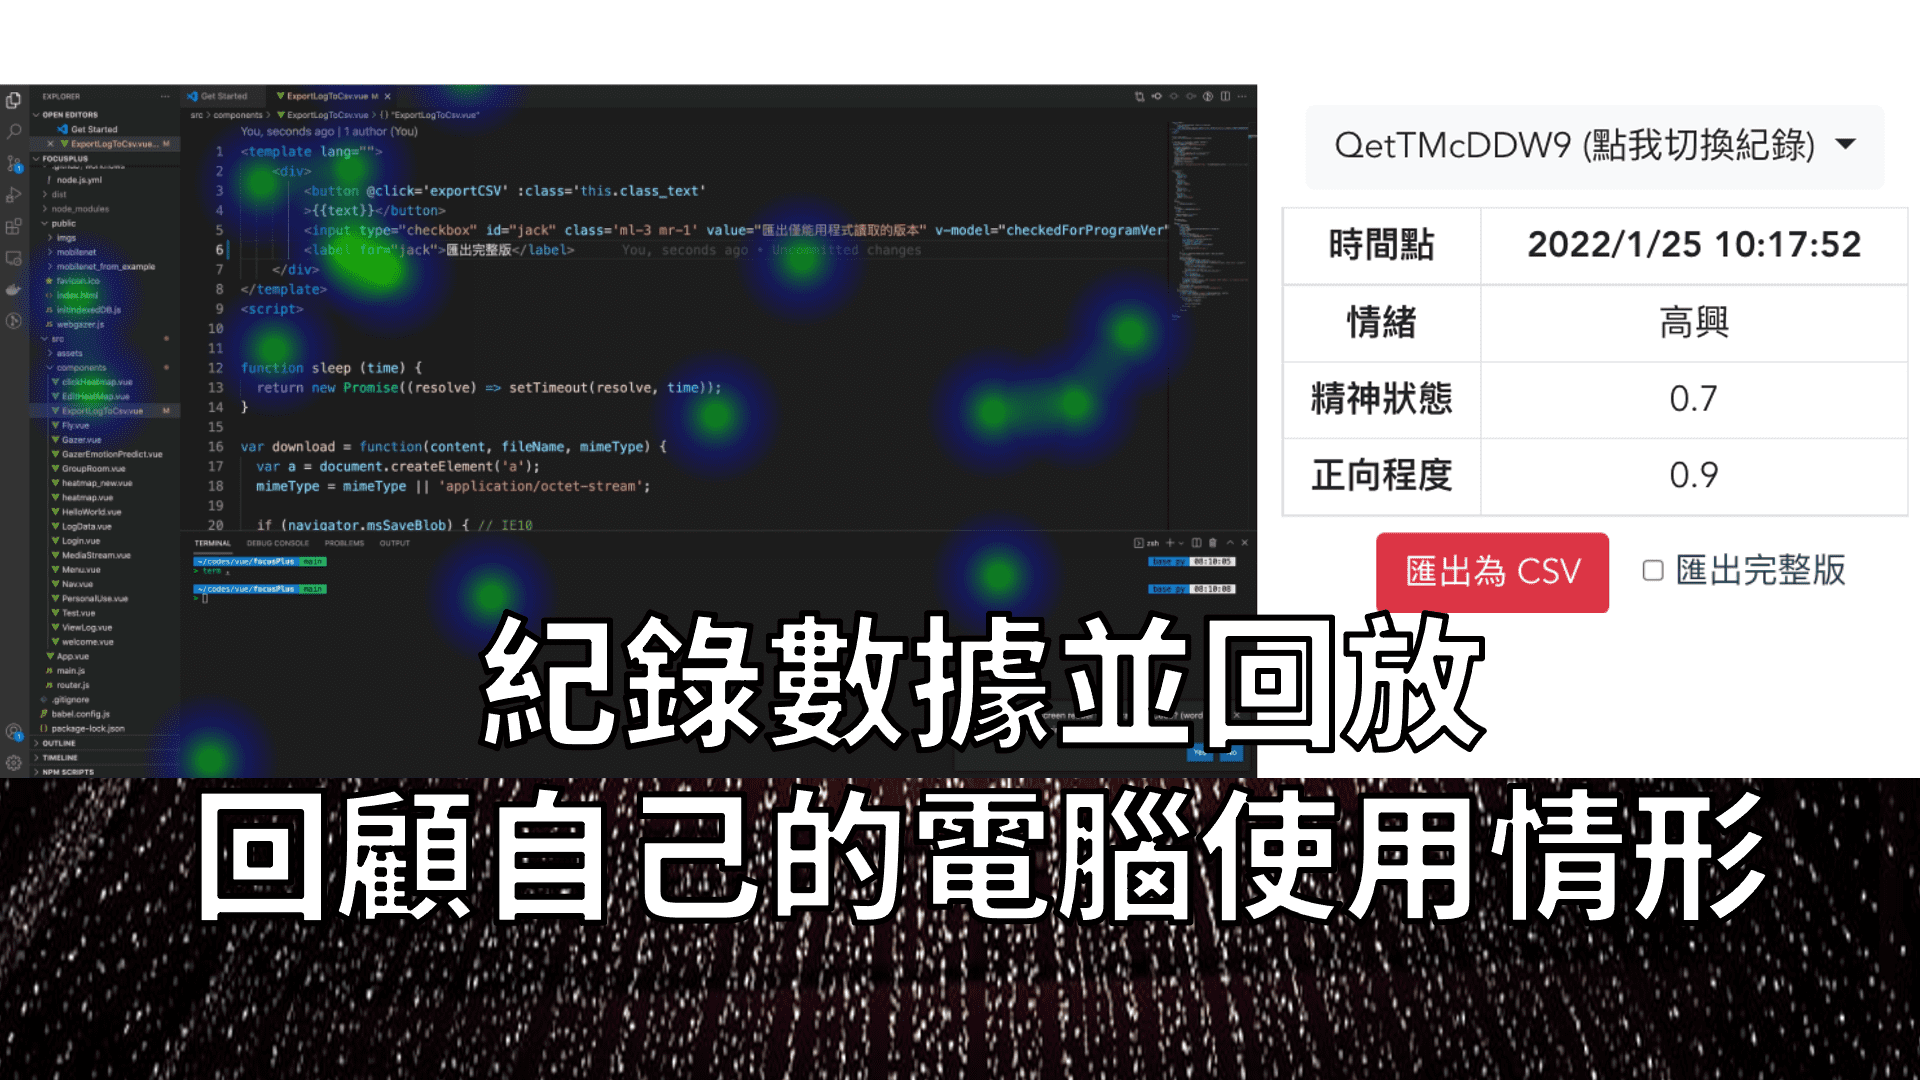 EXPLORER
OPEN EDITORS
Get Started
ExportLogToCsv.vue... M
FOCUSPLUS
node.js.yml
dist
node_modules
public
imgs
mobilenet
mobilenet_from_example
favicon.ico
index.html
initIndexedDB.js
webgazer.js
src
assets
components
clickHeatmap.vue
EditHeatMap.vue
ExportLogToCsv.vue M
Fly.vue
Gazer.vue
GazerEmotionPredict.vue
GroupRoom.vue
heatmap_new.vue
heatmap.vue
HelloWorld.vue
LogData.vue
Login.vue
MediaStream.vue
Menu.vue
Nav.vue
PersonalUse.vue
Test.vue
ViewLog.vue
welcome.vue
App.vue
main.js
router.js
.gitignore
babel.config.js
package-lock.json
OUTLINE
TIMELINE
NPM SCRIPTS
Get Started
ExportLogToCsv.vue M
src > components > ExportLogToCsv.vue > {} "ExportLogToCsv.vue"
You, seconds ago | 1 author (You)
1 <template lang="">
2 <div>
3 <button @click='exportCSV' :class='this.class_text'
4 >{{text}}</button>
5 <input type="checkbox" id="jack" class='ml-3 mr-1' value="匯出僅能用程式讀取的版本" v-model="checkedForProgramVer"
6 <label for="jack">匯出完整版</label> You, seconds ago • Uncommitted changes
7 </div>
8 </template>
9 <script>
10
11
12 function sleep (time) {
13 return new Promise((resolve) => setTimeout(resolve, time));
14 }
15
16 var download = function(content, fileName, mimeType) {
17 var a = document.createElement('a');
18 mimeType = mimeType || 'application/octet-stream';
19
20 if (navigator.msSaveBlob) { // IE10
TERMINAL DEBUG CONSOLE PROBLEMS OUTPUT
zsh
~/codes/vue/focusPlus main
base py 08:10:05
> term
~/codes/vue/focusPlus main
base py 08:10:08
>
QetTMcDDW9 (點我切換紀錄)
時間點 2022/1/25 10:17:52
情緒 高興
精神狀態 0.7
正向程度 0.9
匯出為 CSV
匯出完整版
紀錄數據並回放
回顧自己的電腦使用情形